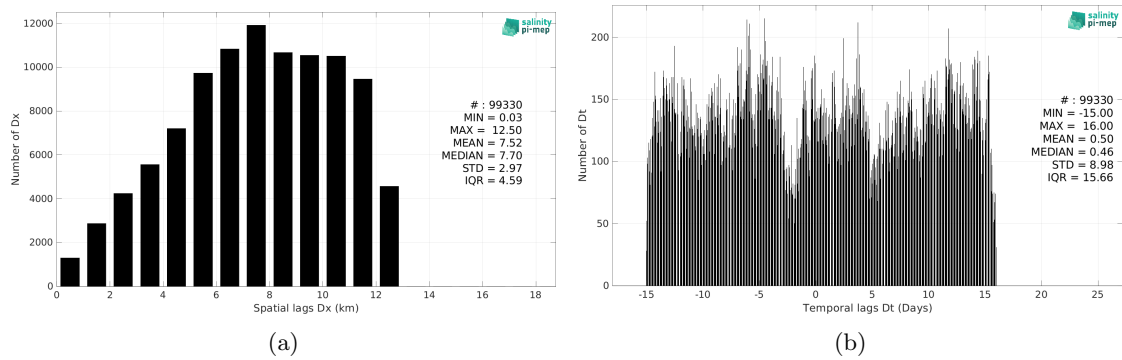 12000
10000
8000
6000
4000
2000
0
Number of Dx
0 2 4 6 8 10 12 14 16 18
Spatial lags Dx (km)
salinity
pi-mep
# : 99330
MIN = 0.03
MAX = 12.50
MEAN = 7.52
MEDIAN = 7.70
STD = 2.97
IQR = 4.59
(a)
200
150
100
50
0
Number of Dt
-15 -10 -5 0 5 10 15 20 25
Temporal lags Dt (Days)
salinity
pi-mep
# : 99330
MIN = -15.00
MAX = 16.00
MEAN = 0.50
MEDIAN = 0.46
STD = 8.98
IQR = 15.66
(b)